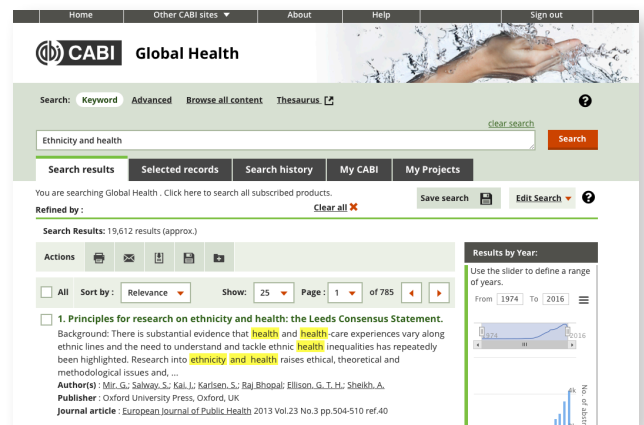 Home Other CABI sites ▼ About Help Sign out
CABI Global Health
Search: Keyword Advanced Browse all content Thesaurus
clear search
Ethnicity and health Search
Search results Selected records Search history My CABI My Projects
You are searching Global Health . Click here to search all subscribed products.
Save search Edit Search
Refined by : Clear all
Search Results: 19,612 results (approx.)
Actions
All Sort by : Relevance Show: 25 Page : 1 of 785
1. Principles for research on ethnicity and health: the Leeds Consensus Statement.
Background: There is substantial evidence that health and health-care experiences vary along
ethnic lines and the need to understand and tackle ethnic health inequalities has repeatedly
been highlighted. Research into ethnicity and health raises ethical, theoretical and
methodological issues and, ...
Author(s) : Mir, G.; Salway, S.; Kai, J.; Karlsen, S.; Raj Bhopal; Ellison, G. T. H.; Sheikh, A.
Publisher : Oxford University Press, Oxford, UK
Journal article : European Journal of Public Health 2013 Vol.23 No.3 pp.504-510 ref.40
Results by Year:
Use the slider to define a range
of years.
From 1974 To 2016
1974 2016
4k
No. of abstr